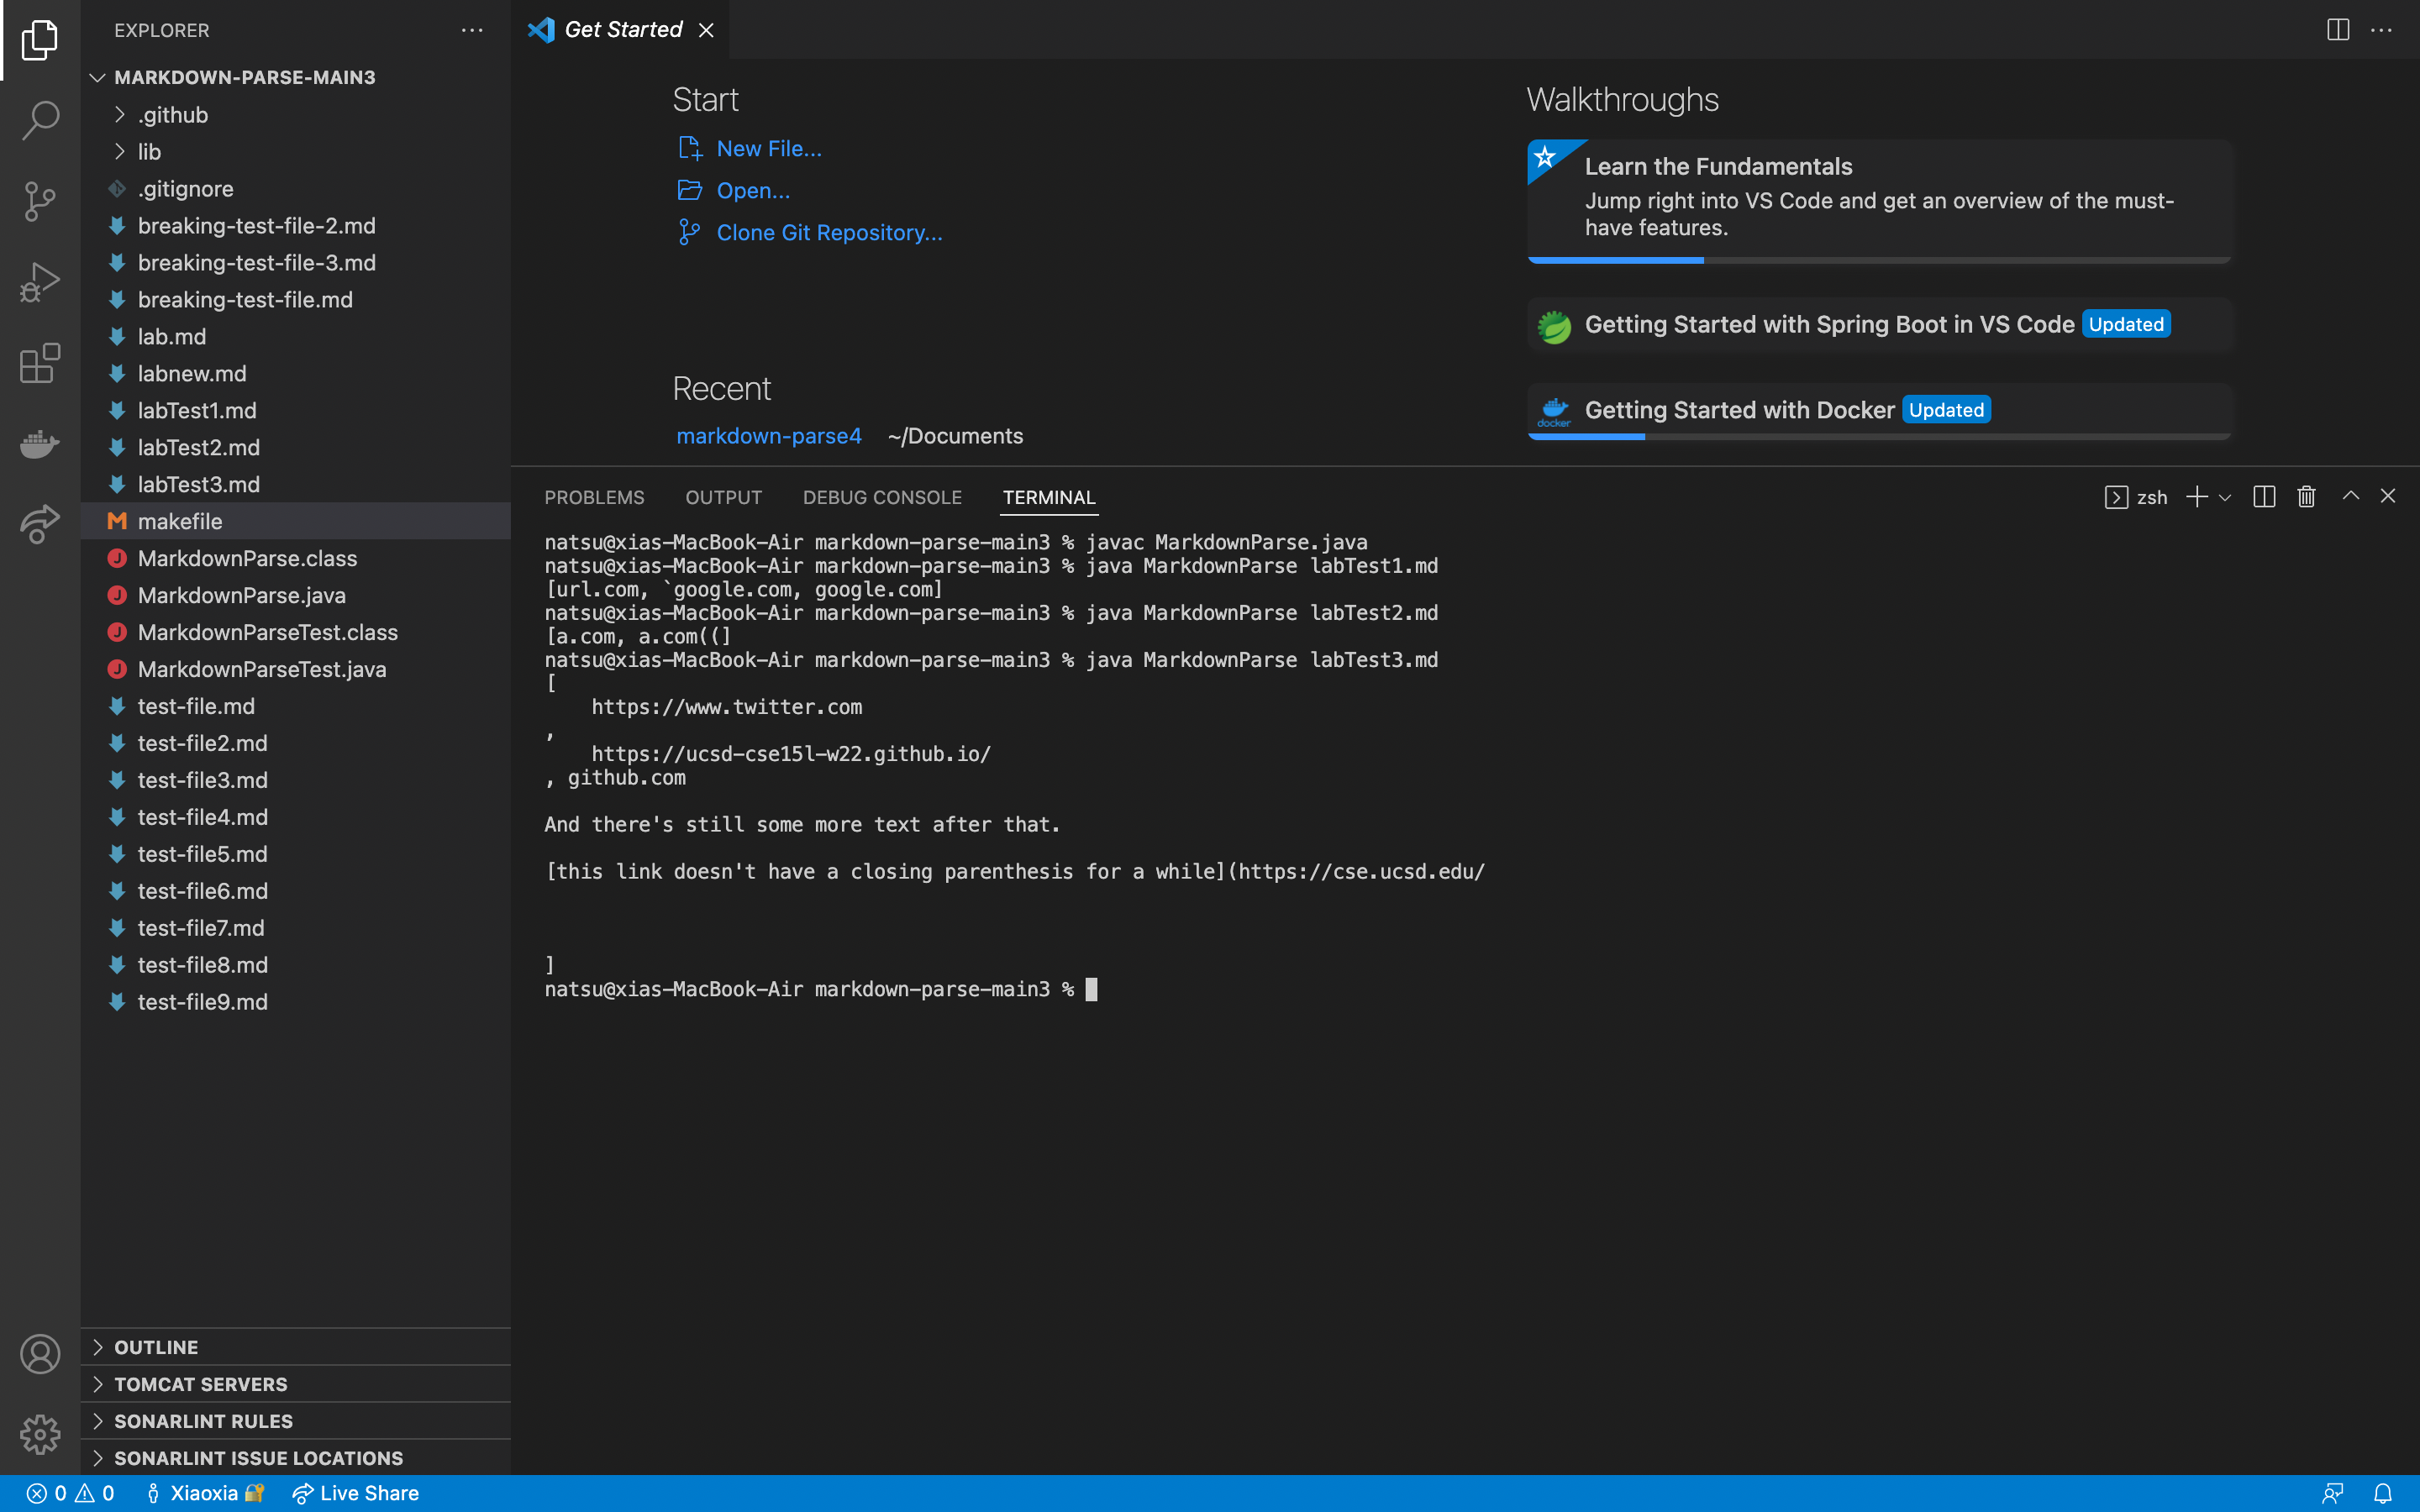 EXPLORER
MARKDOWN-PARSE-MAIN3
.github
lib
.gitignore
breaking-test-file-2.md
breaking-test-file-3.md
breaking-test-file.md
lab.md
labnew.md
labTest1.md
labTest2.md
labTest3.md
M makefile
J MarkdownParse.class
J MarkdownParse.java
J MarkdownParseTest.class
J MarkdownParseTest.java
test-file.md
test-file2.md
test-file3.md
test-file4.md
test-file5.md
test-file6.md
test-file7.md
test-file8.md
test-file9.md
OUTLINE
TOMCAT SERVERS
SONARLINT RULES
SONARLINT ISSUE LOCATIONS
Get Started
Start
New File...
Open...
Clone Git Repository...
Recent
markdown-parse4 ~/Documents
Walkthroughs
Learn the Fundamentals
Jump right into VS Code and get an overview of the must-
have features.
Getting Started with Spring Boot in VS Code Updated
docker
Getting Started with Docker Updated
PROBLEMS OUTPUT DEBUG CONSOLE TERMINAL
zsh
natsu@xias-MacBook-Air markdown-parse-main3 % javac MarkdownParse.java
natsu@xias-MacBook-Air markdown-parse-main3 % java MarkdownParse labTest1.md
[url.com, `google.com, google.com]
natsu@xias-MacBook-Air markdown-parse-main3 % java MarkdownParse labTest2.md
[a.com, a.com((]
natsu@xias-MacBook-Air markdown-parse-main3 % java MarkdownParse labTest3.md
[
https://www.twitter.com
,
https://ucsd-cse15l-w22.github.io/
, github.com
And there's still some more text after that.
[this link doesn't have a closing parenthesis for a while](https://cse.ucsd.edu/
]
natsu@xias-MacBook-Air markdown-parse-main3 %
0 0 Xiaoxia Live Share